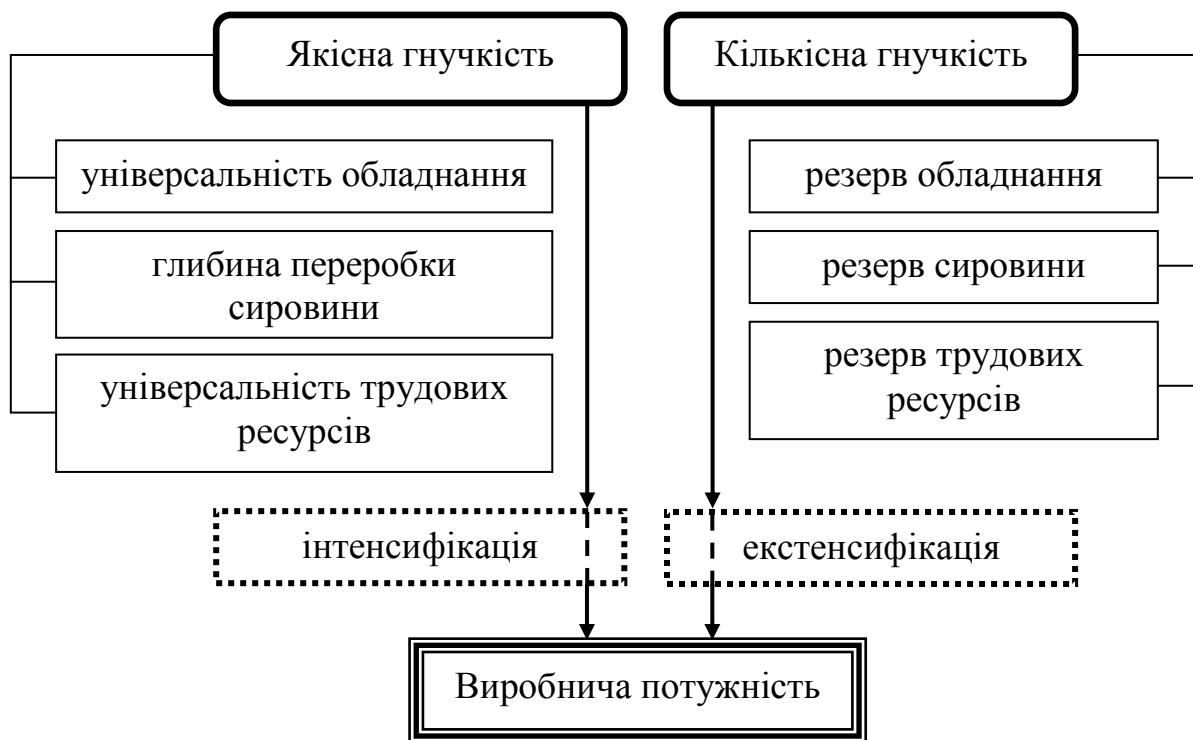 Якісна гнучкість
Кількісна гнучкість
універсальність обладнання
глибина переробки
сировини
універсальність трудових
ресурсів
резерв обладнання
резерв сировини
резерв трудових
ресурсів
інтенсифікація
екстенсифікація
Виробнича потужність